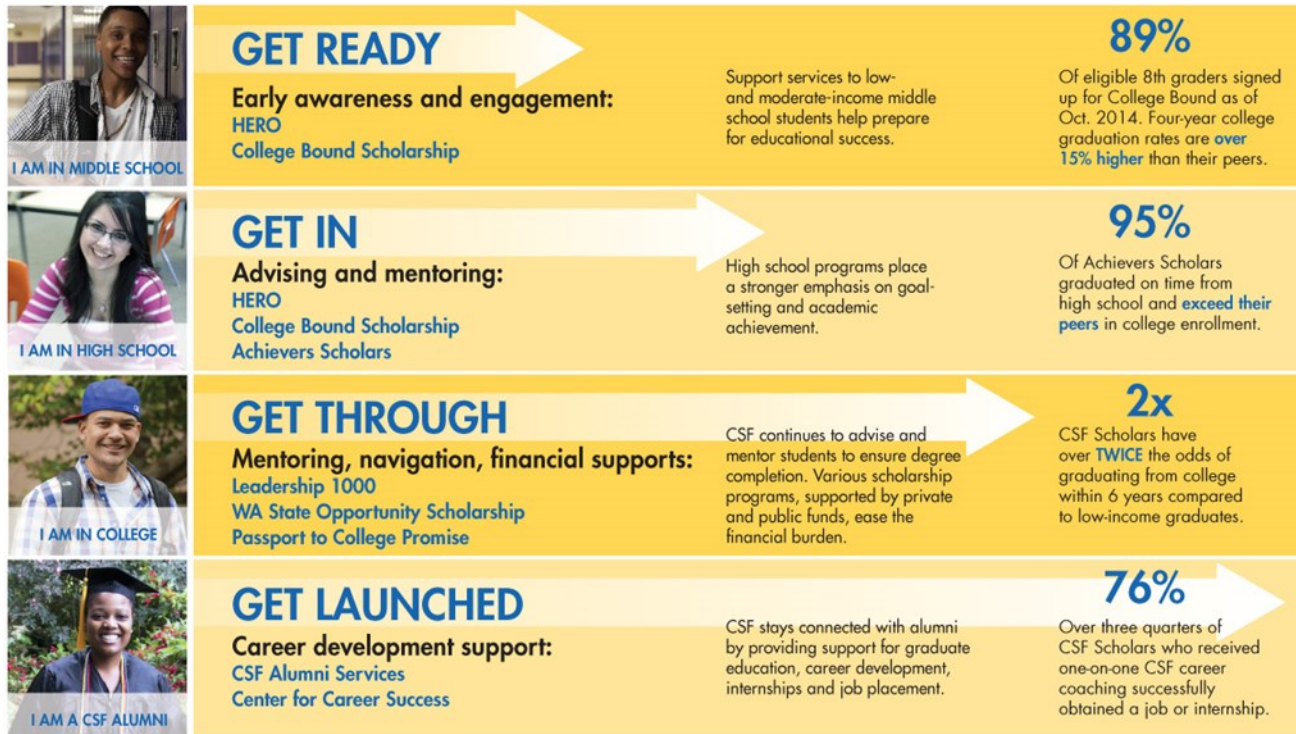 I AM IN MIDDLE SCHOOL
GET READY
Early awareness and engagement:
HERO
College Bound Scholarship
Support services to low-
and moderate-income middle
school students help prepare
for educational success.
89%
Of eligible 8th graders signed
up for College Bound as of
Oct. 2014. Four-year college
graduation rates are over
15% higher than their peers.
I AM IN HIGH SCHOOL
GET IN
Advising and mentoring:
HERO
College Bound Scholarship
Achievers Scholars
High school programs place
a stronger emphasis on goal-
setting and academic
achievement.
95%
Of Achievers Scholars
graduated on time from
high school and exceed their
peers in college enrollment.
I AM IN COLLEGE
GET THROUGH
Mentoring, navigation, financial supports:
Leadership 1000
WA State Opportunity Scholarship
Passport to College Promise
CSF continues to advise and
mentor students to ensure degree
completion. Various scholarship
programs, supported by private
and public funds, ease the
financial burden.
2x
CSF Scholars have
over TWICE the odds of
graduating from college
within 6 years compared
to low-income graduates.
I AM A CSF ALUMNI
GET LAUNCHED
Career development support:
CSF Alumni Services
Center for Career Success
CSF stays connected with alumni
by providing support for graduate
education, career development,
internships and job placement.
76%
Over three quarters of
CSF Scholars who received
one-on-one CSF career
coaching successfully
obtained a job or internship.